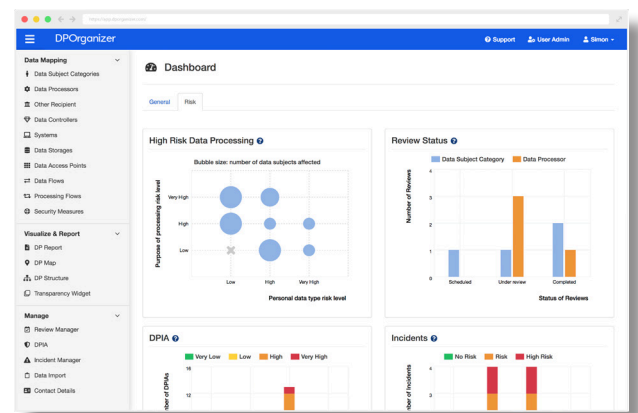 DPOrganizer
Support
User Admin
Simon
Data Mapping
Data Subject Categories
Data Processors
Other Recipient
Data Controllers
Systems
Data Storages
Data Access Points
Data Flows
Processing Flows
Security Measures
Visualize & Report
DP Report
DP Map
DP Structure
Transparency Widget
Manage
Review Manager
DPIA
Incident Manager
Data Import
Contact Details
Dashboard
General
Risk
High Risk Data Processing
Bubble size: number of data subjects affected
Purpose of processing risk level
Very High
High
Low
Low
High
Very High
Personal data type risk level
Review Status
Data Subject Category
Data Processor
Number of Reviews
4
3
2
1
0
Scheduled
Under review
Completed
Status of Reviews
DPIA
Very Low
Low
High
Very High
16
12
mber of DPIAs
Incidents
No Risk
Risk
High Risk
4
3
mber of Incidents